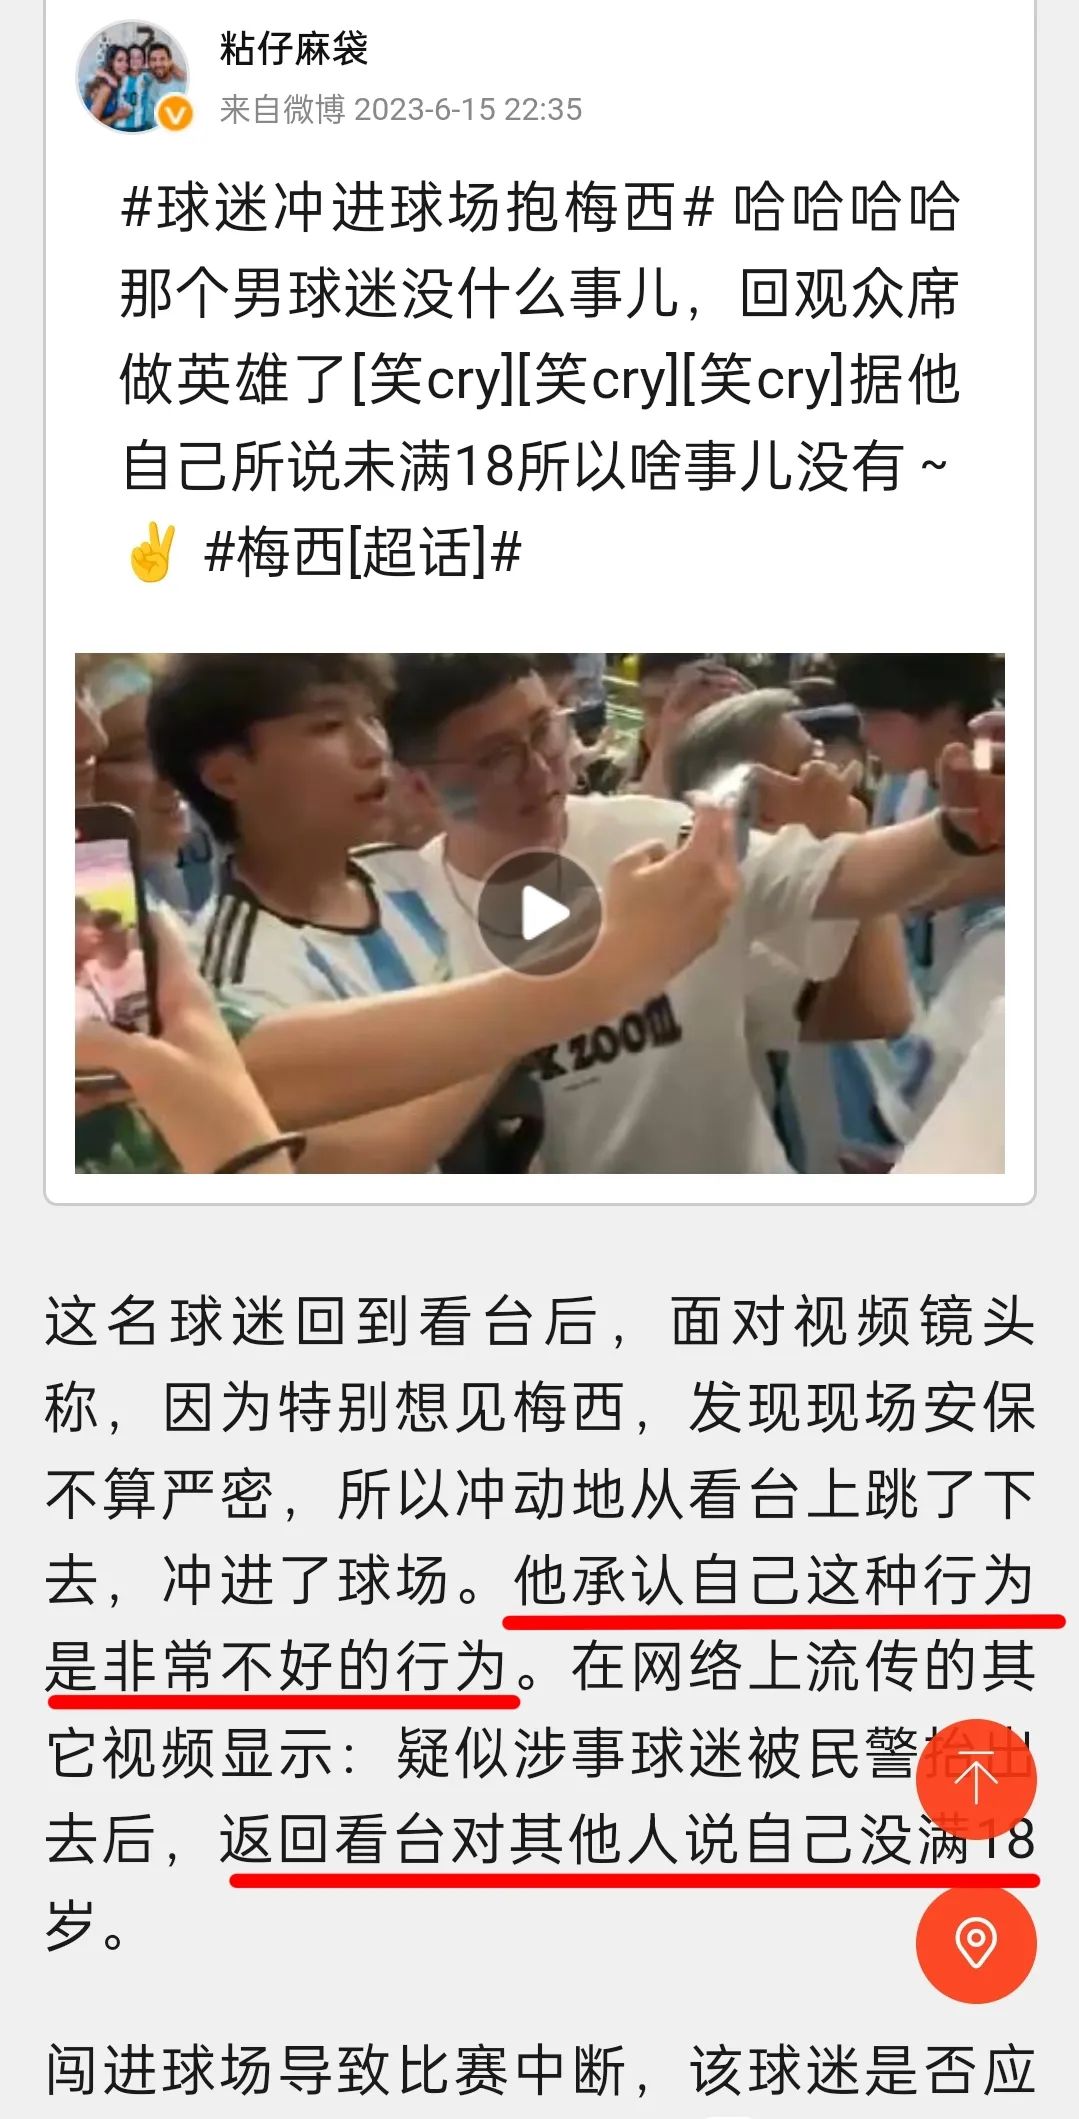 粘仔麻袋
来自微博 2023-6-15 22:35
#球迷冲进球场抱梅西# 哈哈哈哈
那个男球迷没什么事儿，回观众席
做英雄了[笑cry][笑cry][笑cry]据他
自己所说未满18所以啥事儿没有~
✌ #梅西[超话]#
K ZOOM
这名球迷回到看台后，面对视频镜头
称，因为特别想见梅西，发现现场安保
不算严密，所以冲动地从看台上跳了下
去，冲进了球场。他承认自己这种行为
是非常不好的行为。在网络上流传的其
它视频显示：疑似涉事球迷被民警抬出
去后，返回看台对其他人说自己没满18
岁。
闯进球场导致比赛中断，该球迷是否应